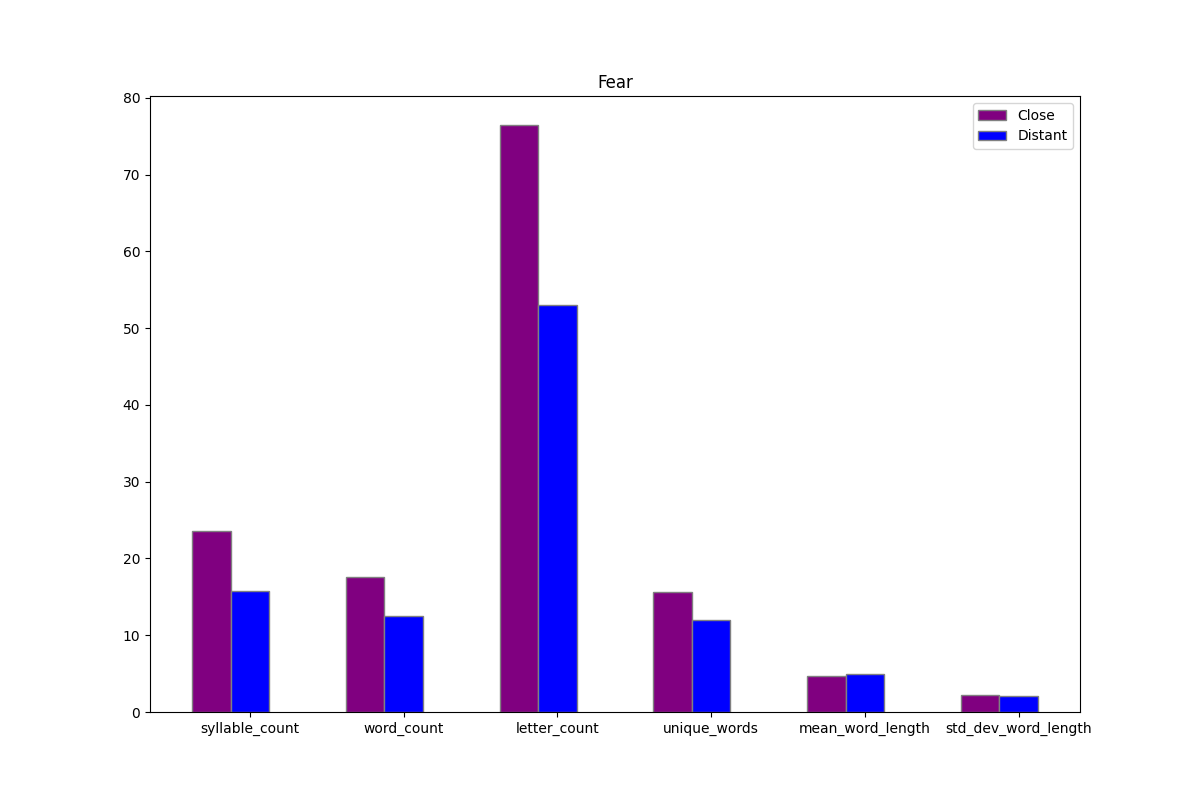 Fear
Close
Distant
80
70
60
50
40
30
20
10
0
syllable_count word_count letter_count unique_words mean_word_length std_dev_word_length